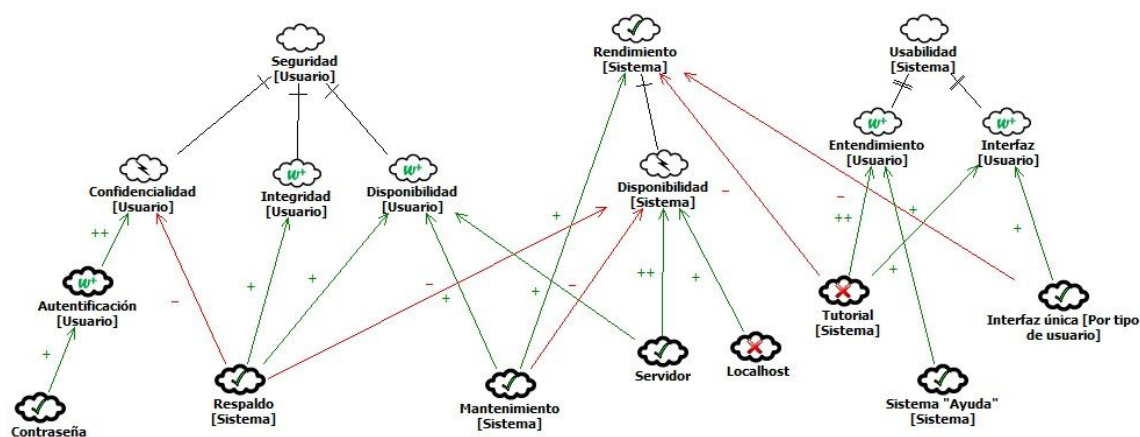 Seguridad
[Usuario]
Rendimiento
[Sistema]
Usabilidad
[Sistema]
w+
Confidencialidad
[Usuario]
w+
Integridad
[Usuario]
w+
Disponibilidad
[Usuario]
Disponibilidad
[Sistema]
w+
Entendimiento
[Usuario]
w+
Interfaz
[Usuario]
++
-
+
+
+
-
+
-
+
-
++
+
-
++
+
+
-
+
Autentificación
[Usuario]
+
Contraseña
Respaldo
[Sistema]
Mantenimiento
[Sistema]
Servidor
Localhost
Tutorial
[Sistema]
Interfaz única [Por tipo
de usuario]
Sistema "Ayuda"
[Sistema]